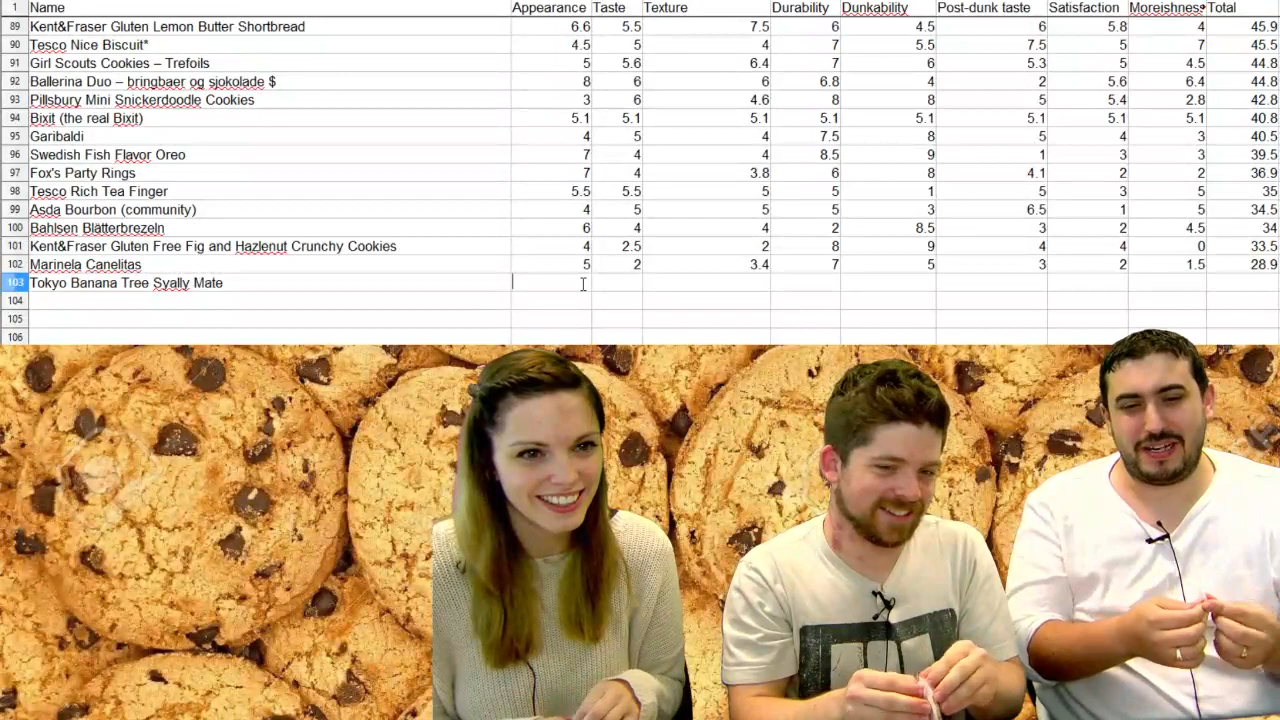 1 Name Appearance Taste Texture Durability Dunkability Post-dunk taste Satisfaction Moreishnes Total
89 Kent&Fraser Gluten Lemon Butter Shortbread 6.6 5.5 7.5 6 4.5 6 5.8 4 45.9
90 Tesco Nice Biscuit* 4.5 5 4 7 5.5 7.5 5 7 45.5
91 Girl Scouts Cookies – Trefoils 5 5.6 6.4 7 6 5.3 5 4.5 44.8
92 Ballerina Duo – bringbaer og sjokolade $ 8 6 6 6.8 4 2 5.6 6.4 44.8
93 Pillsbury Mini Snickerdoodle Cookies 3 6 4.6 8 8 5 5.4 2.8 42.8
94 Bixit (the real Bixit) 5.1 5.1 5.1 5.1 5.1 5.1 5.1 5.1 40.8
95 Garibaldi 4 5 4 7.5 8 5 4 3 40.5
96 Swedish Fish Flavor Oreo 7 4 4 8.5 9 1 3 3 39.5
97 Fox's Party Rings 7 4 3.8 6 8 4.1 2 2 36.9
98 Tesco Rich Tea Finger 5.5 5.5 5 5 1 5 3 5 35
99 Asda Bourbon (community) 4 5 5 5 3 6.5 1 5 34.5
100 Bahlsen Blätterbrezeln 6 4 4 2 8.5 3 2 4.5 34
101 Kent&Fraser Gluten Free Fig and Hazlenut Crunchy Cookies 4 2.5 2 8 9 4 4 0 33.5
102 Marinela Canelitas 5 2 3.4 7 5 3 2 1.5 28.9
103 Tokyo Banana Tree Syally Mate
104
105
106